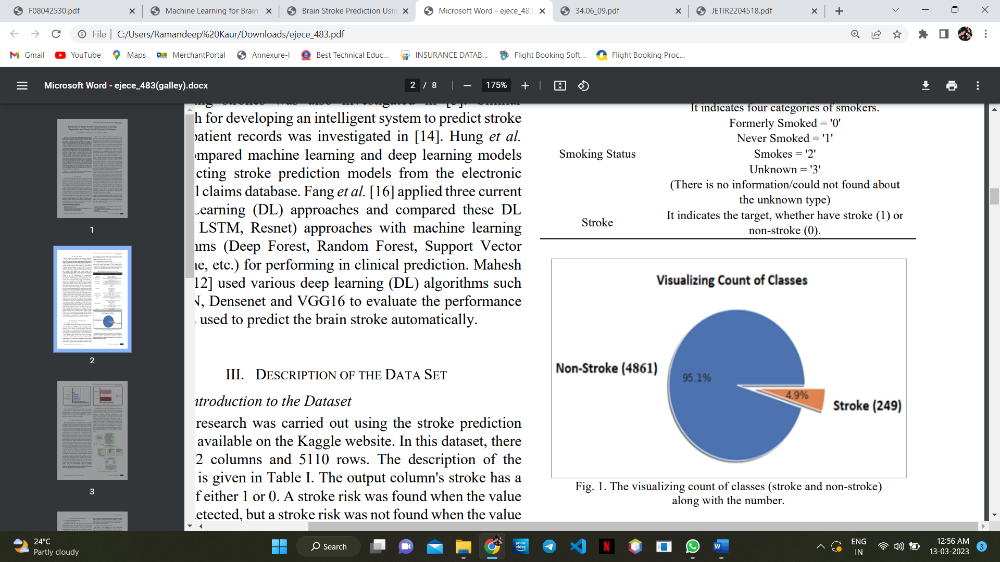 F08042530.pdf
Machine Learning for Brain
Brain Stroke Prediction Usin
Microsoft Word - ejece_483
34.06_09.pdf
JETIR2204518.pdf
File
C:/Users/Ramandeep%20Kaur/Downloads/ejece_483.pdf
Gmail
YouTube
Maps
LIC MerchantPortal
Annexure-I
Best Technical Educ...
INSURANCE DATAB...
Flight Booking Soft...
Flight Booking Proc...
Microsoft Word - ejece_483(galley).docx
2 / 8
175%
1
2
3
h for developing an intelligent system to predict stroke
patient records was investigated in [14]. Hung et al.
ompared machine learning and deep learning models
icting stroke prediction models from the electronic
l claims database. Fang et al. [16] applied three current
Learning (DL) approaches and compared these DL
LSTM, Resnet) approaches with machine learning
ms (Deep Forest, Random Forest, Support Vector
ne, etc.) for performing in clinical prediction. Mahesh
12] used various deep learning (DL) algorithms such
N, Densenet and VGG16 to evaluate the performance
used to predict the brain stroke automatically.
III. DESCRIPTION OF THE DATA SET
ntroduction to the Dataset
research was carried out using the stroke prediction
available on the Kaggle website. In this dataset, there
2 columns and 5110 rows. The description of the
is given in Table I. The output column's stroke has a
f either 1 or 0. A stroke risk was found when the value
etected, but a stroke risk was not found when the value
It indicates four categories of smokers.
Formerly Smoked = '0'
Never Smoked = '1'
Smoking Status
Smokes = '2'
Unknown = '3'
(There is no information/could not found about
the unknown type)
Stroke
It indicates the target, whether have stroke (1) or
non-stroke (0).
Visualizing Count of Classes
Non-Stroke (4861)
95.1%
4.9%
Stroke (249)
Fig. 1. The visualizing count of classes (stroke and non-stroke)
along with the number.
24°C
Partly cloudy
Search
prime
video
N
W
ENG
IN
12:56 AM
13-03-2023
3